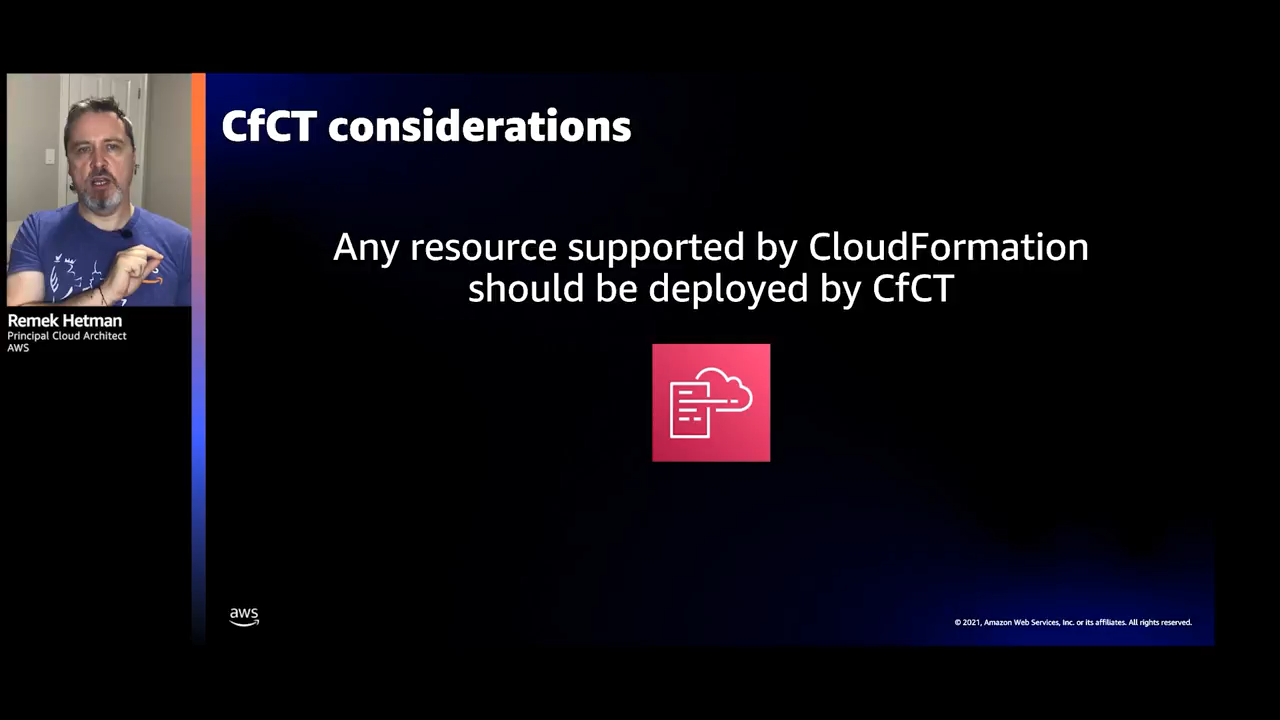 CfCT considerations
Any resource supported by CloudFormation
should be deployed by CfCT
Remek Hetman
Principal Cloud Architect
AWS
aws
© 2021, Amazon Web Services, Inc. or its affiliates. All rights reserved.